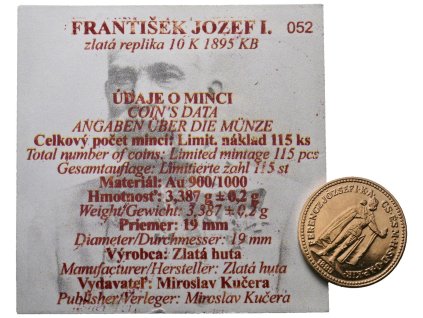 FRANTIŠEK JOZEF I. 052
zlatá replika 10 K 1895 KB
ÚDAJE O MINCI
COIN'S DATA
ANGABEN ÜBER DIE MÜNZE
Celkový počet mincí: Limit. náklad 115 ks
Total number of coins: Limited mintage 115 pcs
Gesamtauflage: Limitierte zahl 115 st
Materiál: Au 900/1000
Hmotnosť: 3,387 g ± 0,2 g
Weight/Gewicht: 3,387 ± 0,2 g
Priemer: 19 mm
Diameter/Durchmesser: 19 mm
Výrobca: Zlatá huta
Manufacturer/Hersteller: Zlatá huta
Vydavateľ: Miroslav Kučera
Publisher/Verleger: Miroslav Kučera
FERENCZ JÓZSEF I·K·A·